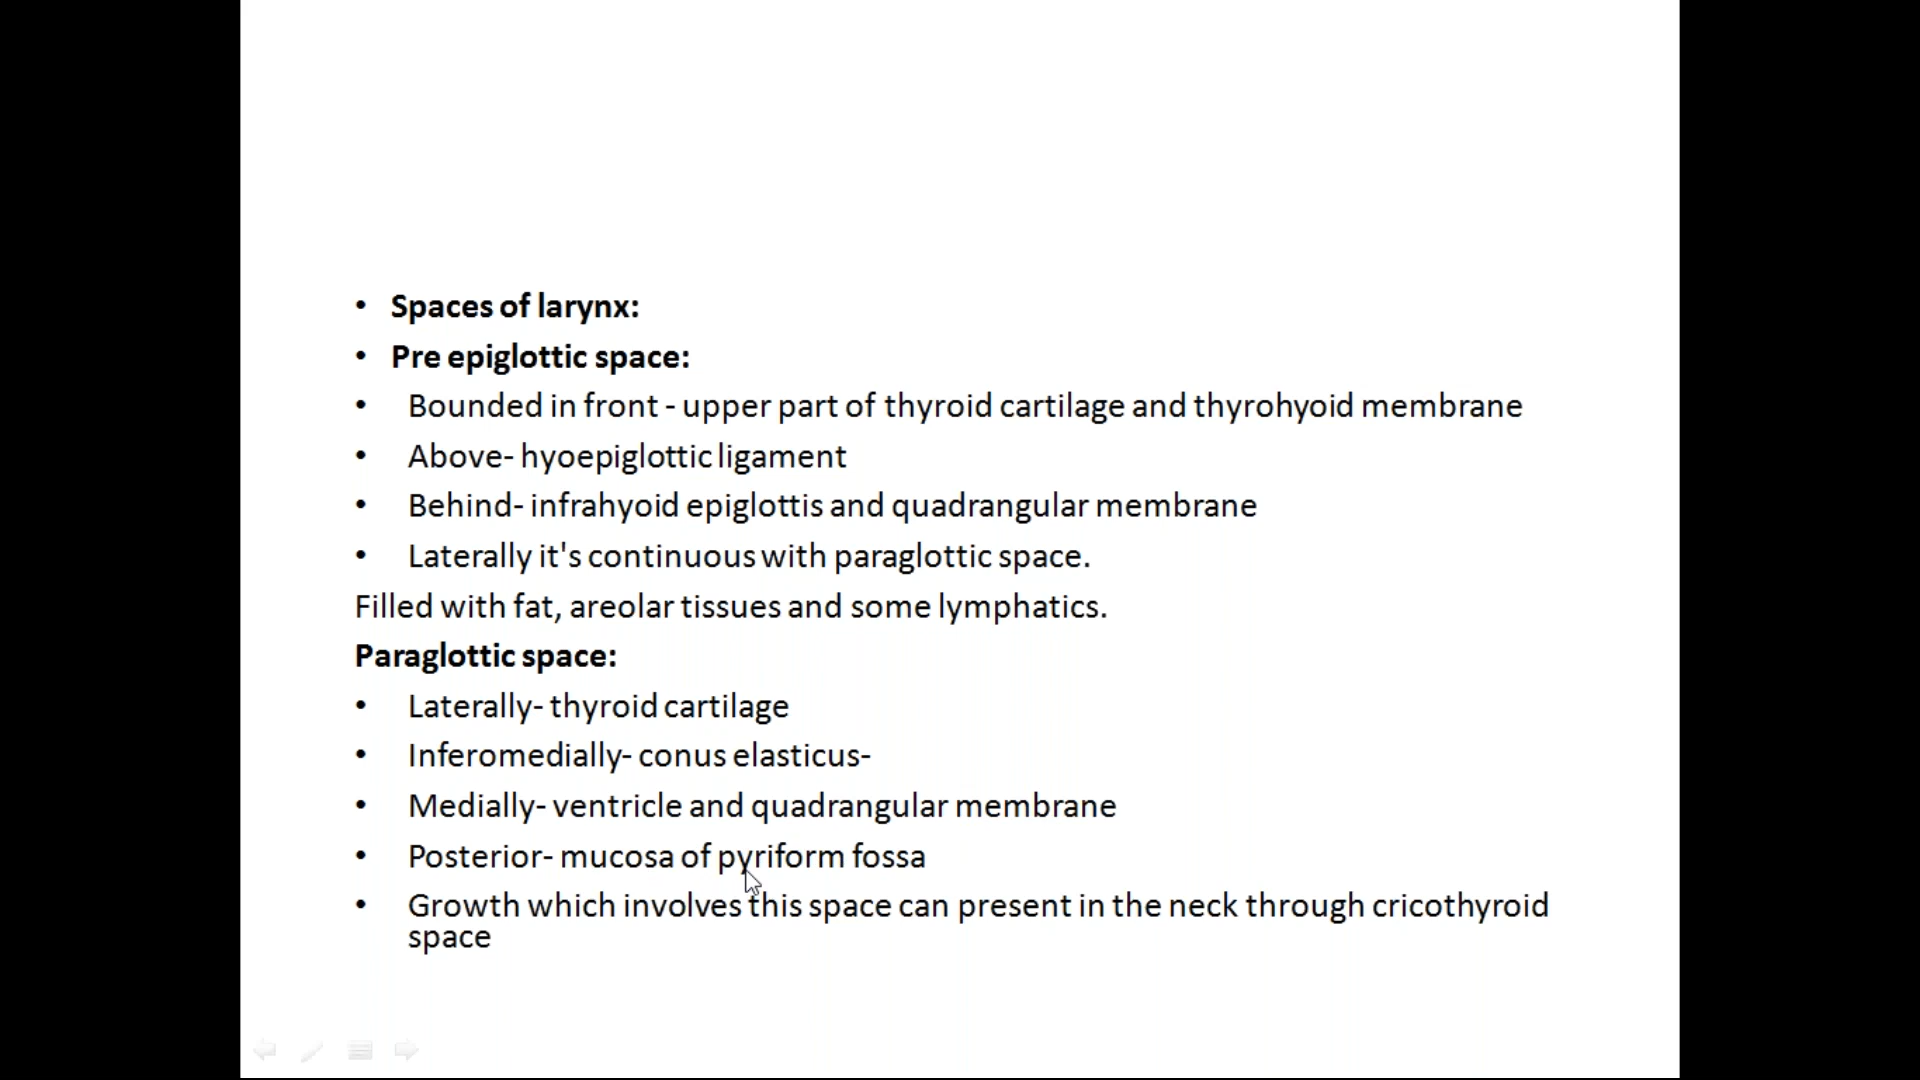 • Spaces of larynx:
• Pre epiglottic space:
• Bounded in front - upper part of thyroid cartilage and thyrohyoid membrane
• Above- hyoepiglottic ligament
• Behind- infrahyoid epiglottis and quadrangular membrane
• Laterally it's continuous with paraglottic space.
Filled with fat, areolar tissues and some lymphatics.
Paraglottic space:
• Laterally- thyroid cartilage
• Inferomedially- conus elasticus-
• Medially- ventricle and quadrangular membrane
• Posterior- mucosa of pyriform fossa
• Growth which involves this space can present in the neck through cricothyroid
space